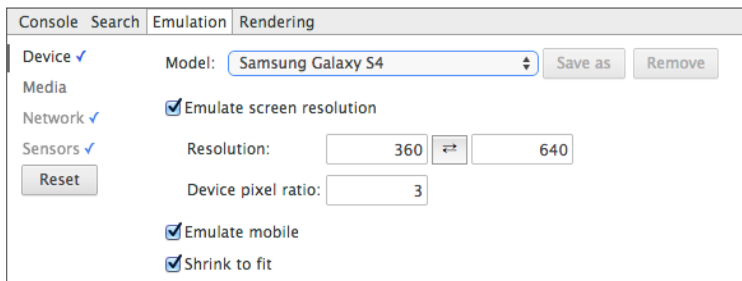 Console Search Emulation Rendering
Device ✓ Model: Samsung Galaxy S4 Save as Remove
Media
Network ✓ Emulate screen resolution
Sensors ✓ Resolution: 360 ⇄ 640
Reset Device pixel ratio: 3
Emulate mobile
Shrink to fit